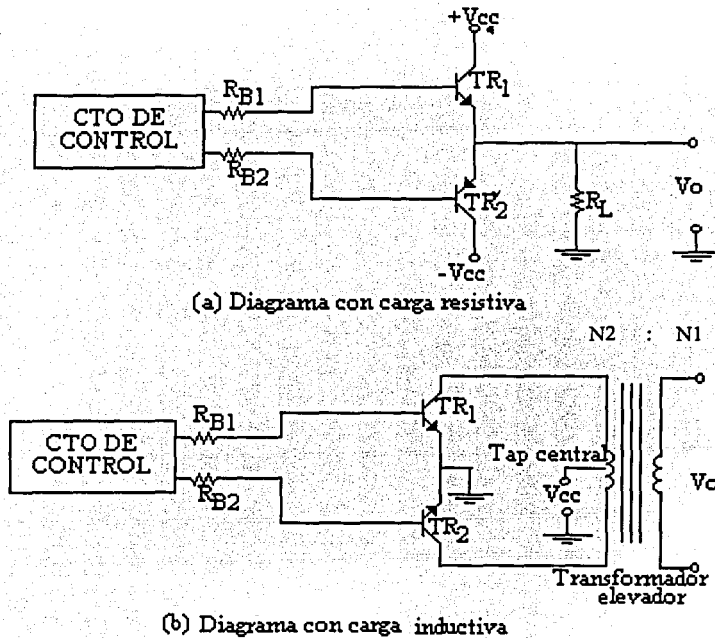 +Vcc
TR1
RB1
CTO DE
CONTROL
RB2
TR2
RL
Vo
-Vcc
(a) Diagrama con carga resistiva
N2 : N1
TR1
RB1
CTO DE
CONTROL
Tap central
RB2
Vcc
Vo
TR2
Transformador
elevador
(b) Diagrama con carga inductiva